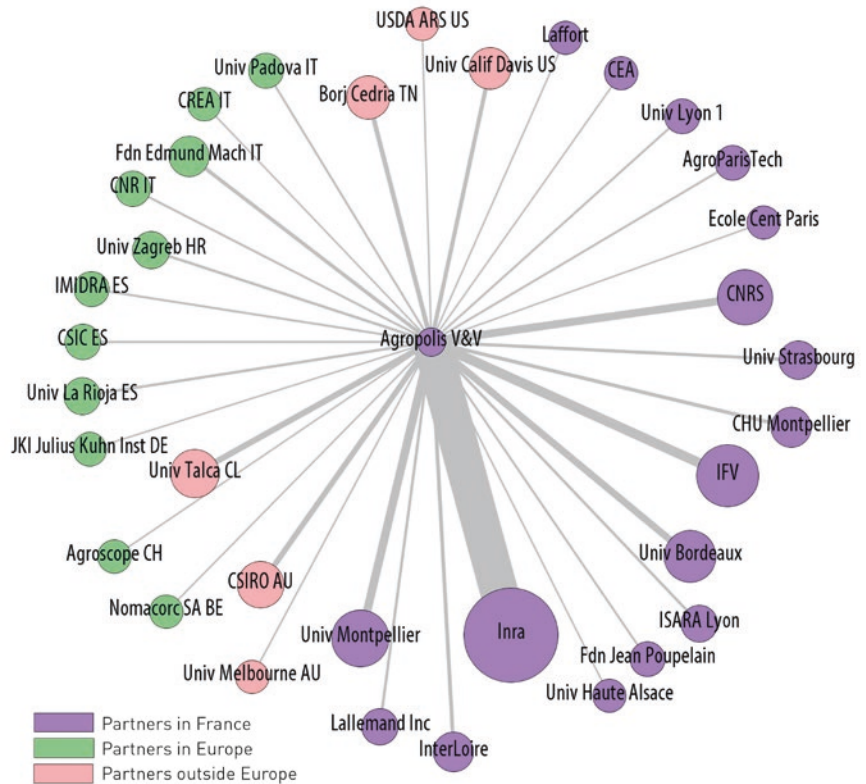 USDA ARS US
Laffort
Univ Padova IT
Univ Calif Davis US
CEA
CREA IT
Borj Cedria TN
Univ Lyon 1
Fdn Edmund Mach IT
AgroParisTech
CNR IT
Ecole Cent Paris
Univ Zagreb HR
IMIDRA ES
CNRS
CSIC ES
Agropolis V&V
Univ Strasbourg
Univ La Rioja ES
CHU Montpellier
JKI Julius Kuhn Inst DE
Univ Talca CL
IFV
Agroscope CH
Univ Bordeaux
CSIRO AU
Nomacorc SA BE
ISARA Lyon
Univ Montpellier
Inra
Fdn Jean Poupelain
Univ Melbourne AU
Univ Haute Alsace
Lallemand Inc
InterLoire
Partners in France
Partners in Europe
Partners outside Europe